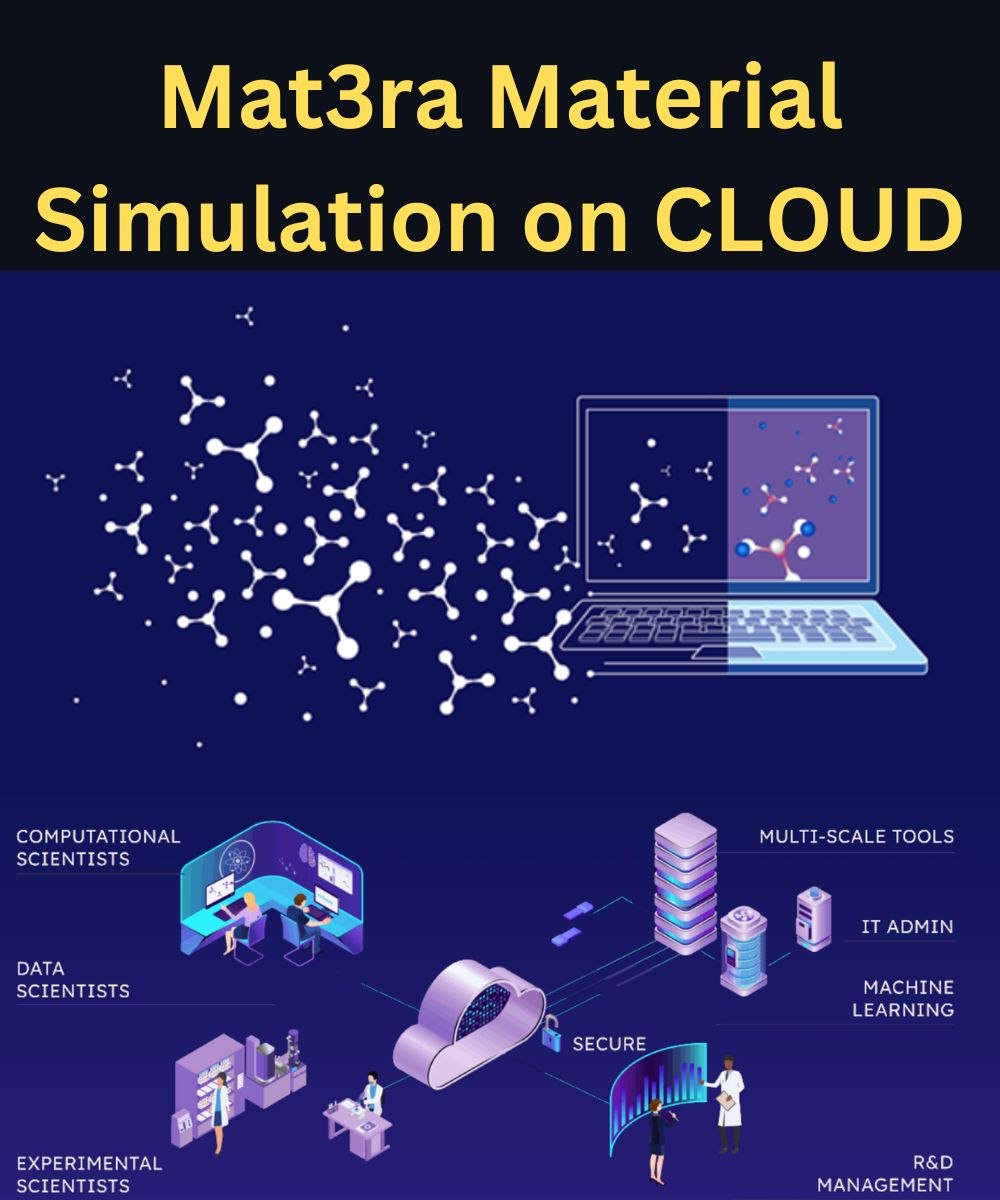 Mat3ra Material
Simulation on CLOUD
COMPUTATIONAL
SCIENTISTS
MULTI-SCALE TOOLS
IT ADMIN
DATA
SCIENTISTS
MACHINE
LEARNING
SECURE
EXPERIMENTAL
SCIENTISTS
R&D
MANAGEMENT